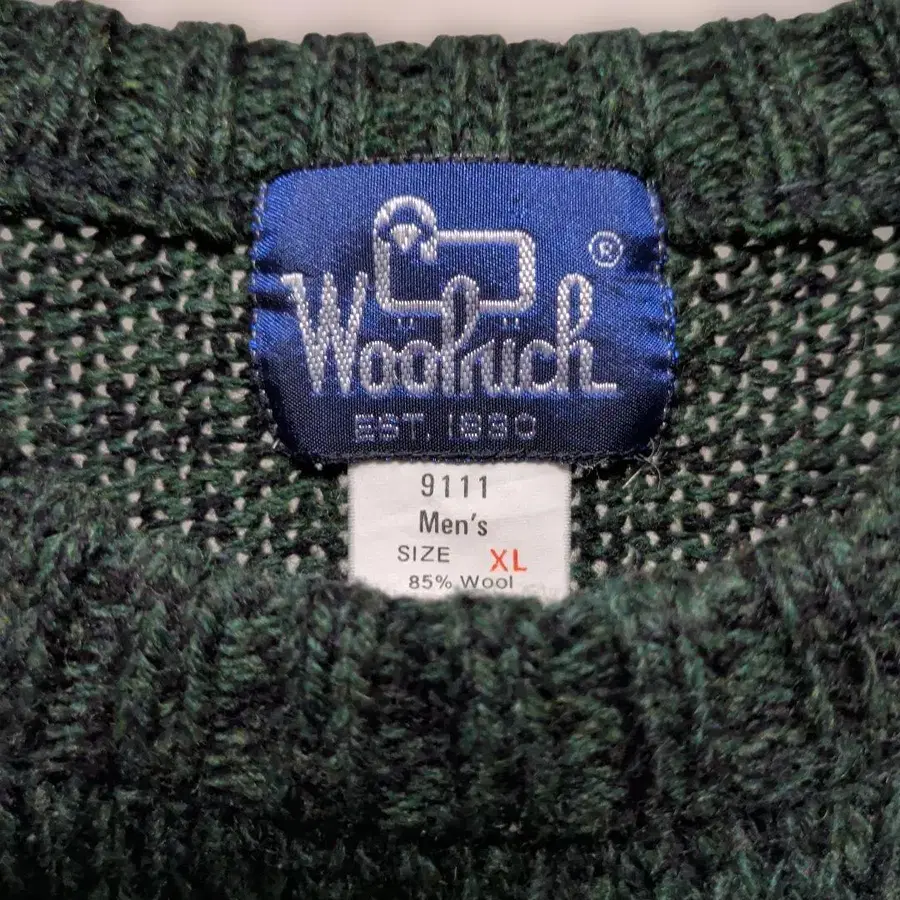 ®
Woolrich
EST. 1830
9111
Men's
SIZE XL
85% Wool